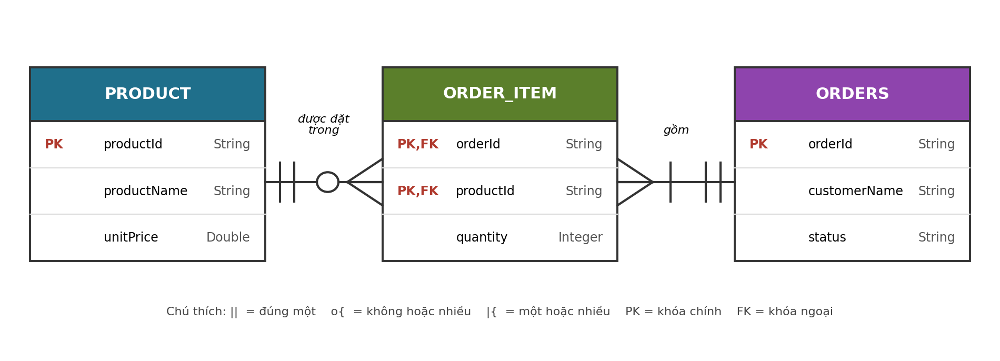 PRODUCT
PK productId String
productName String
unitPrice Double
được đặt
trong
ORDER_ITEM
PK,FK orderId String
PK,FK productId String
quantity Integer
gồm
ORDERS
PK orderId String
customerName String
status String
Chú thích: || = đúng một o{ = không hoặc nhiều |{ = một hoặc nhiều PK = khóa chính FK = khóa ngoại